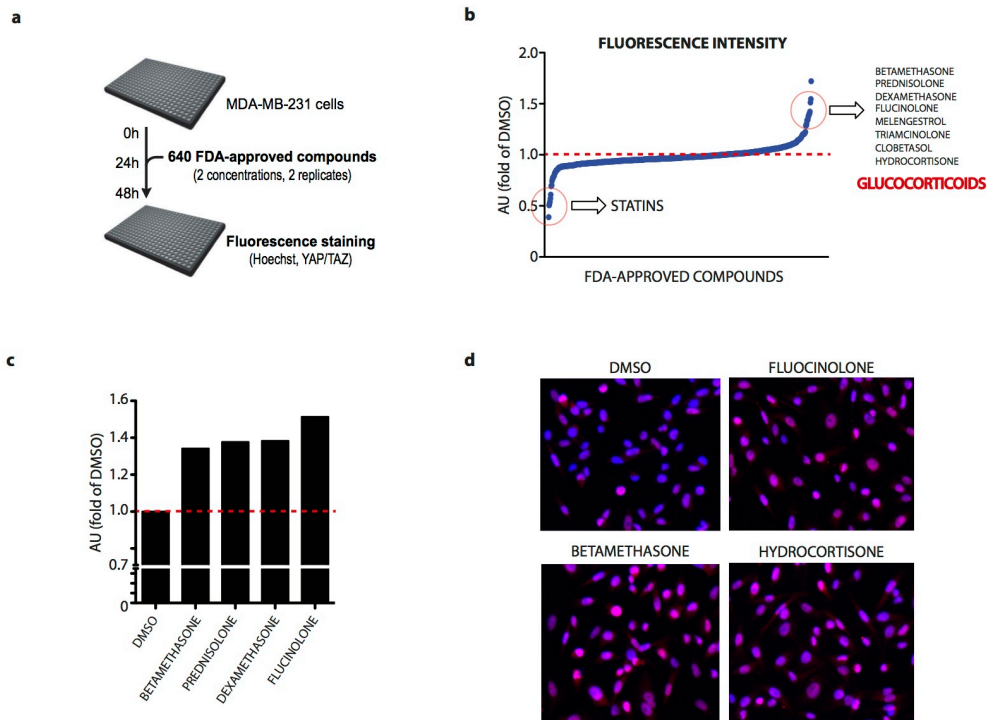 a
MDA-MB-231 cells
0h
24h
640 FDA-approved compounds
(2 concentrations, 2 replicates)
48h
Fluorescence staining
(Hoechst, YAP/TAZ)
b
FLUORESCENCE INTENSITY
AU (fold of DMSO)
2.0
1.5
1.0
0.5
0
STATINS
FDA-APPROVED COMPOUNDS
BETAMETHASONE
PREDNISOLONE
DEXAMETHASONE
FLUCINOLONE
MELENGESTROL
TRIAMCINOLONE
CLOBETASOL
HYDROCORTISONE
GLUCOCORTICOIDS
c
AU (fold of DMSO)
1.6
1.4
1.2
1.0
0.7
0
DMSO
BETAMETHASONE
PREDNISOLONE
DEXAMETHASONE
FLUCINOLONE
d
DMSO
FLUOCINOLONE
BETAMETHASONE
HYDROCORTISONE